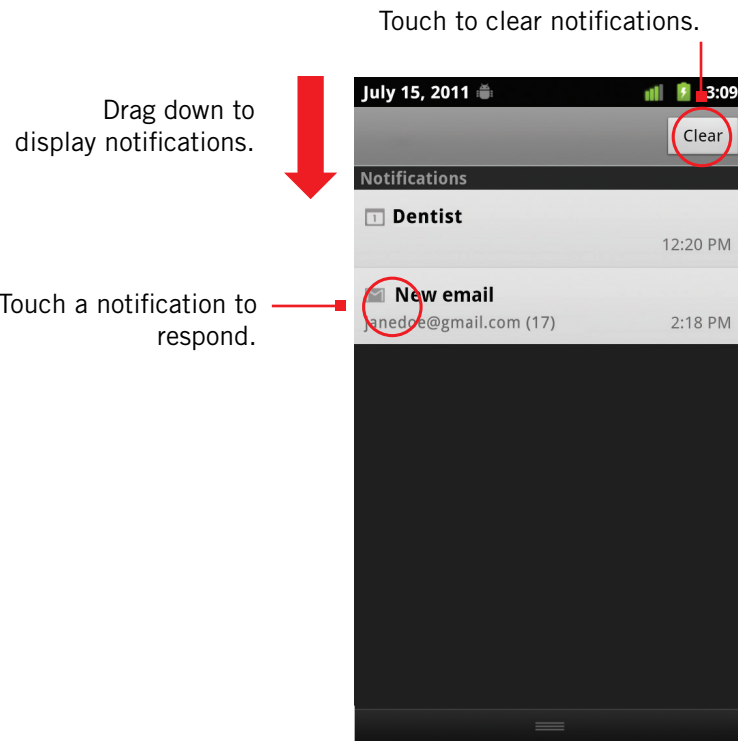 Touch to clear notifications.
Drag down to
display notifications.
July 15, 2011 3:09
Clear
Notifications
1 Dentist
12:20 PM
Touch a notification to
respond.
New email
janedoe@gmail.com (17) 2:18 PM